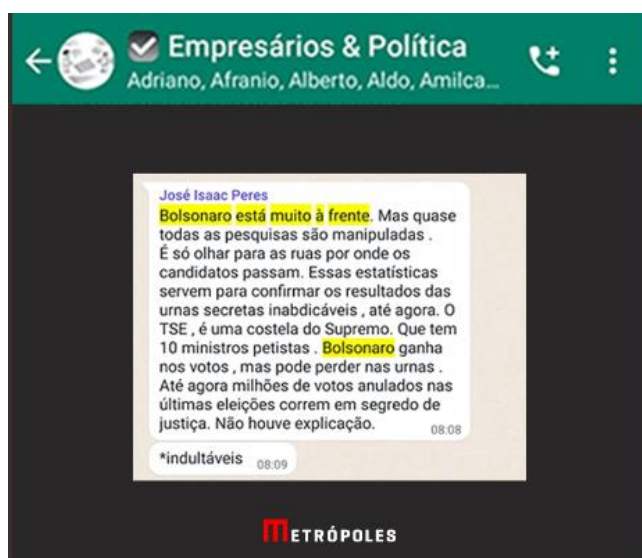 Empresários & Política
Adriano, Afranio, Alberto, Aldo, Amilca...
José Isaac Peres
Bolsonaro está muito à frente. Mas quase
todas as pesquisas são manipuladas .
É só olhar para as ruas por onde os
candidatos passam. Essas estatísticas
servem para confirmar os resultados das
urnas secretas inabdicáveis , até agora. O
TSE , é uma costela do Supremo. Que tem
10 ministros petistas . Bolsonaro ganha
nos votos , mas pode perder nas urnas .
Até agora milhões de votos anulados nas
últimas eleições correm em segredo de
justiça. Não houve explicação. 08:08
*indultáveis 08:09
METRÓPOLES